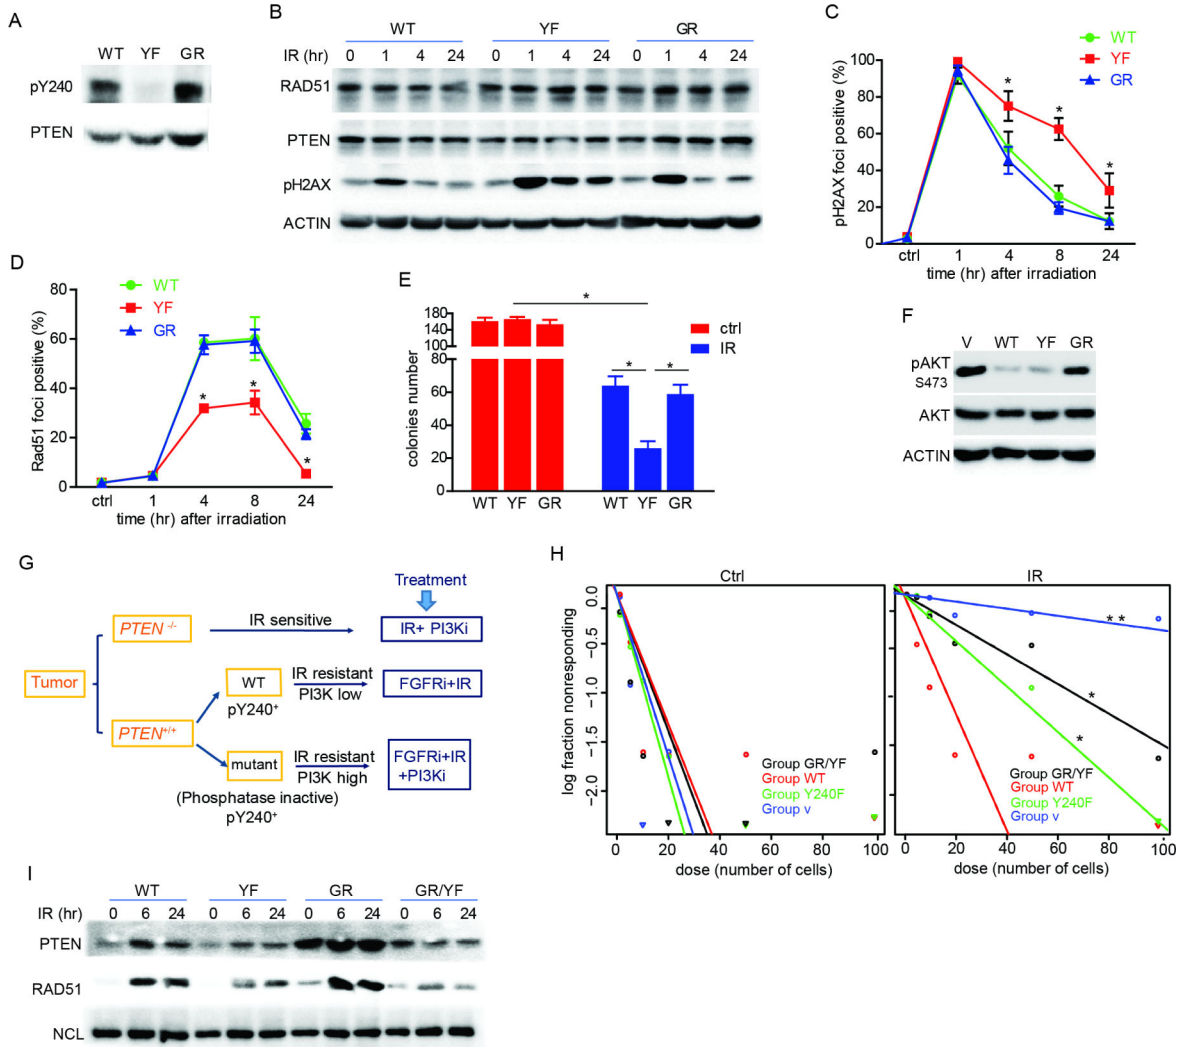 A
WT YF GR
pY240
PTEN
B
WT YF GR
IR (hr) 0 1 4 24 0 1 4 24 0 1 4 24
RAD51
PTEN
pH2AX
ACTIN
C
WT
YF
GR
pH2AX foci positive (%)
100
80
60
40
20
0
* * *
ctrl 1 4 8 24
time (hr) after irradiation
D
WT
YF
GR
Rad51 foci positive (%)
80
60
40
20
0
* * *
ctrl 1 4 8 24
time (hr) after irradiation
E
ctrl
IR
colonies number
180
160
140
100
60
40
20
0
*
* *
WT YF GR WT YF GR
F
V WT YF GR
pAKT
S473
AKT
ACTIN
G
Treatment
Tumor
PTEN -/-
IR sensitive
IR+ PI3Ki
PTEN+/+
WT
pY240+
IR resistant
PI3K low
FGFRi+IR
mutant
(Phosphatase inactive)
pY240+
IR resistant
PI3K high
FGFRi+IR
+PI3Ki
H
Ctrl IR
log fraction nonresponding
0.0
−0.5
−1.0
−1.5
−2.0
Group GR/YF
Group WT
Group Y240F
Group v
0 20 40 60 80 100
dose (number of cells)
* *
*
*
Group GR/YF
Group WT
Group Y240F
Group v
0 20 40 60 80 100
dose (number of cells)
I
WT YF GR GR/YF
IR (hr) 0 6 24 0 6 24 0 6 24 0 6 24
PTEN
RAD51
NCL